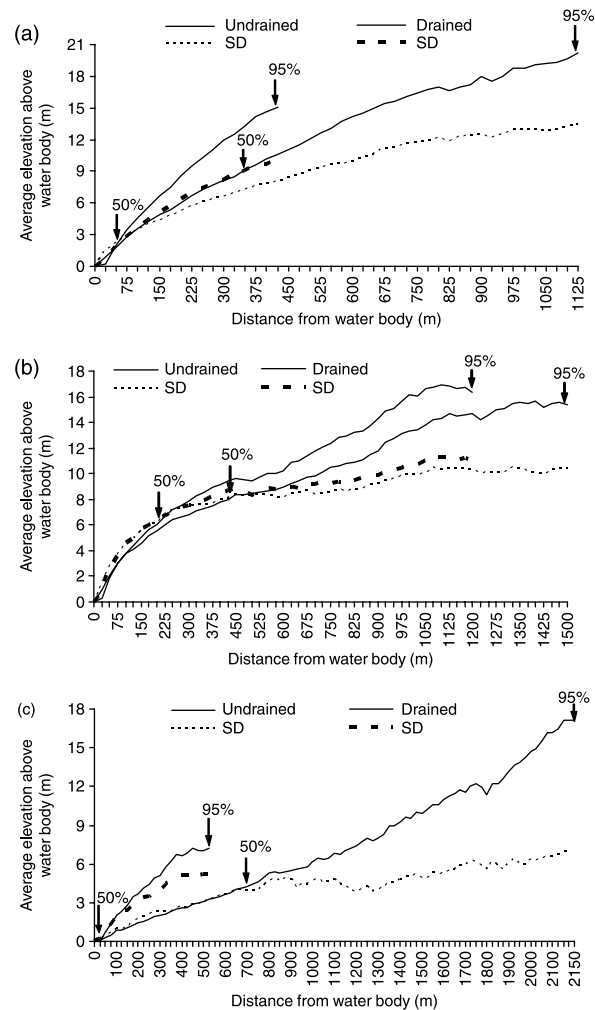 (a)
Undrained Drained
SD SD
95%
95%
50%
50%
21
18
15
12
9
6
3
0
Average elevation above
water body (m)
0 75 150 225 300 375 450 525 600 675 750 825 900 975 1050 1125
Distance from water body (m)
(b)
Undrained Drained
SD SD
95%
95%
50%
50%
18
16
14
12
10
8
6
4
2
0
Average elevation above
water body (m)
0 75 150 225 300 375 450 525 600 675 750 825 900 975 1050 1125 1200 1275 1350 1425 1500
Distance from water body (m)
(c)
Undrained Drained
SD SD
95%
95%
50%
50%
18
15
12
9
6
3
0
Average elevation above
water body (m)
0 100 200 300 400 500 600 700 800 900 1000 1100 1200 1300 1400 1500 1600 1700 1800 1900 2000 2100 2150
Distance from water body (m)